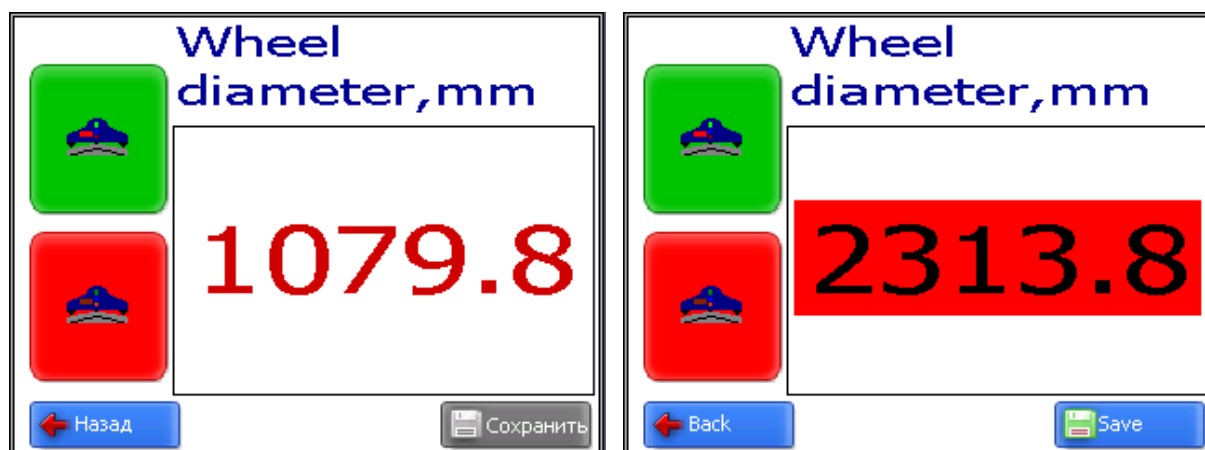 Wheel
diameter,mm
1079.8
Назад
Сохранить
Wheel
diameter,mm
2313.8
Back
Save